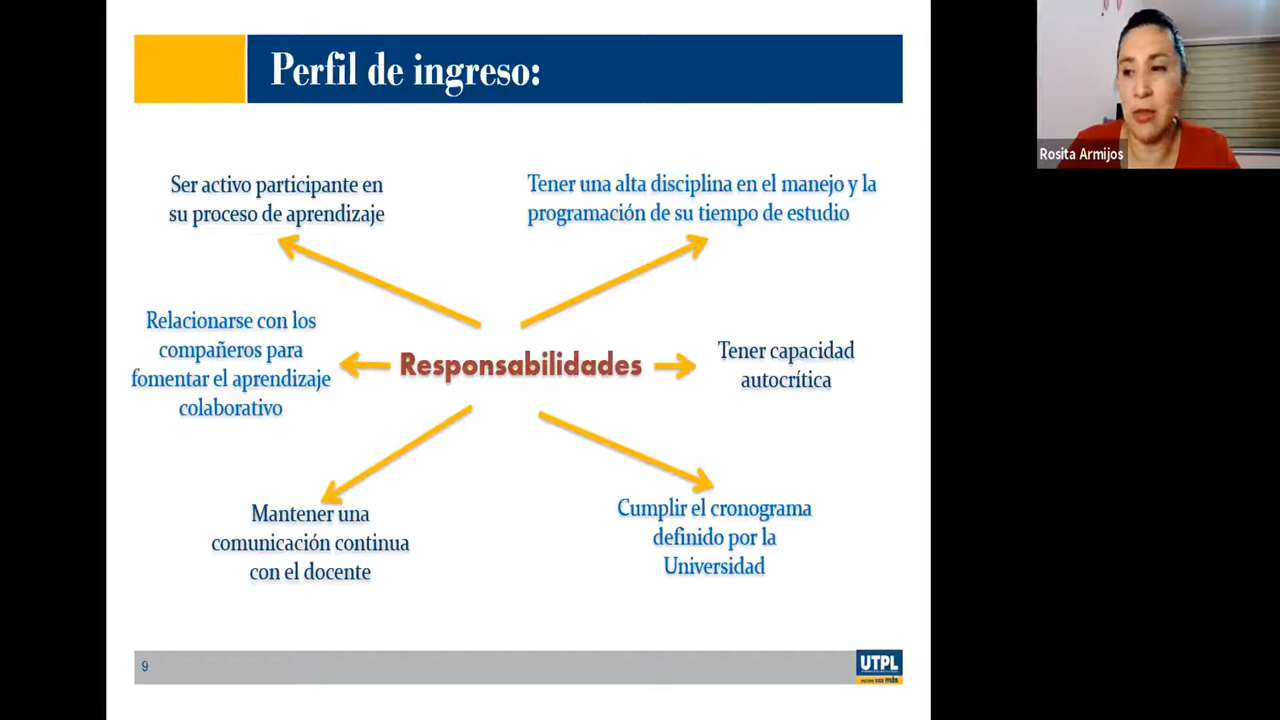 Perfil de ingreso:
Rosita Armijos
Ser activo participante en
su proceso de aprendizaje
Tener una alta disciplina en el manejo y la
programación de su tiempo de estudio
Relacionarse con los
compañeros para
fomentar el aprendizaje
colaborativo
Responsabilidades
Tener capacidad
autocrítica
Mantener una
comunicación continua
con el docente
Cumplir el cronograma
definido por la
Universidad
9
UTPL